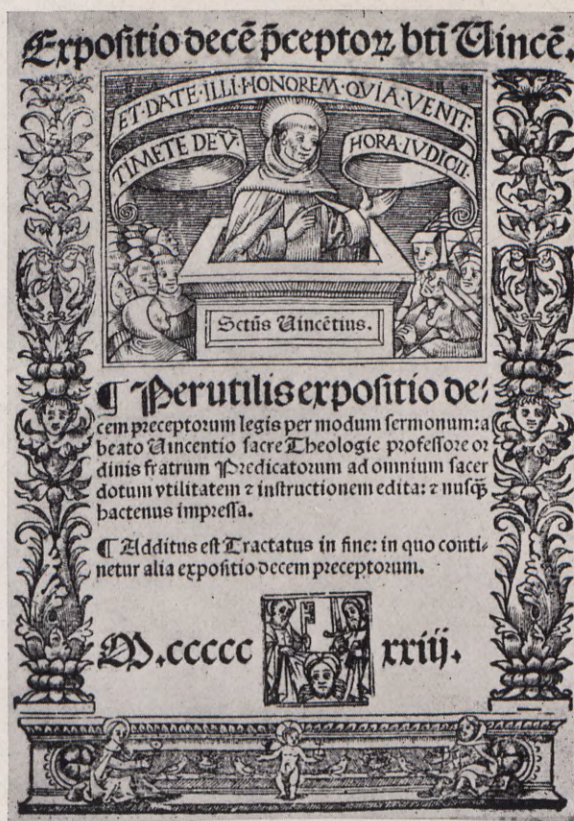 Expositio decē p̄ceptoꝝ bti Vincē.
ET·DATE·ILLI·HONOREM·QVIA·VENIT·
TIMETE·DEV̄· HORA·IVDICII·
Sctūs Vincētius.
¶ Perutilis expositio de⸗
cem preceptorum legis per modum sermonum: a
beato Vincentio sacre Theologie professore or
dinis fratrum Predicatorum ad omnium sacer
dotum vtilitatem ⁊ instructionem edita: ⁊ nusq̄ꝫ
hactenus impressa.
¶ Additus est Tractatus in fine: in quo conti⸗
netur alia expositio decem preceptorum.
M.ccccc xxiij.